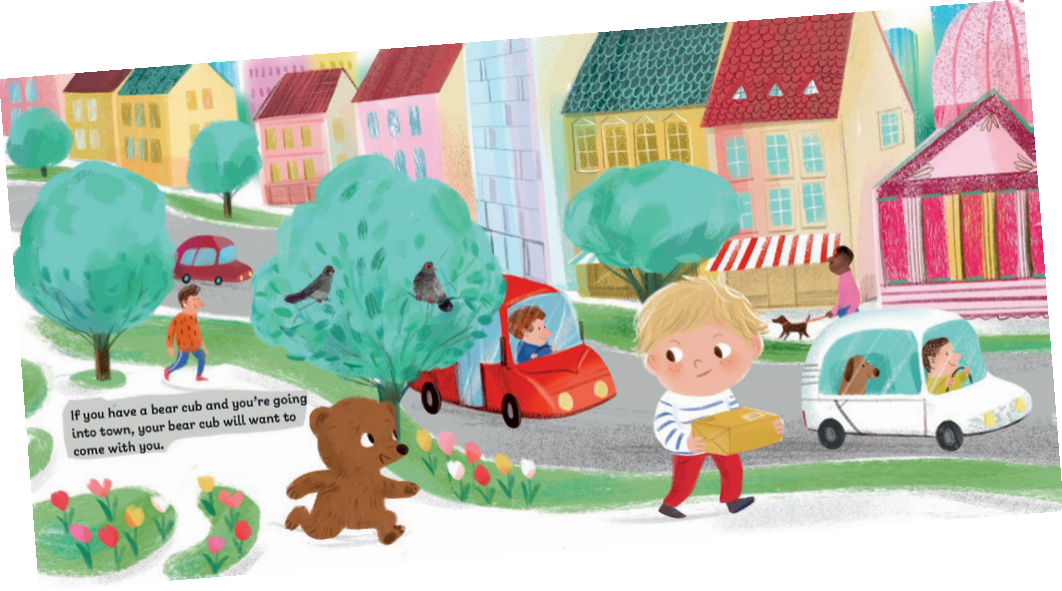 If you have a bear cub and you're going
into town, your bear cub will want to
come with you.